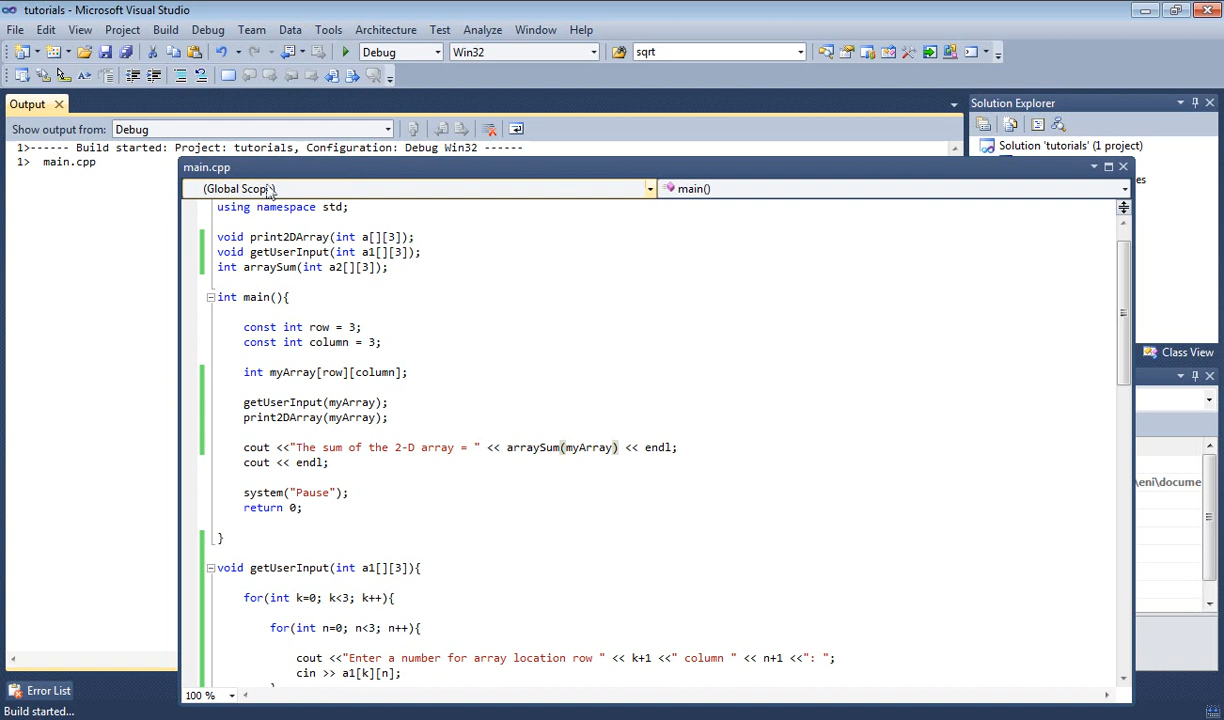 tutorials - Microsoft Visual Studio
File Edit View Project Build Debug Team Data Tools Architecture Test Analyze Window Help
Debug Win32 sqrt
Output
Solution Explorer
Show output from: Debug
1>------ Build started: Project: tutorials, Configuration: Debug Win32 ------
1> main.cpp
Solution 'tutorials' (1 project)
es
main.cpp
main()
using namespace std;
void print2DArray(int a[][3]);
void getUserInput(int a1[][3]);
int arraySum(int a2[][3]);
int main(){
const int row = 3;
const int column = 3;
int myArray[row][column];
getUserInput(myArray);
print2DArray(myArray);
cout <<"The sum of the 2-D array = " << arraySum(myArray) << endl;
cout << endl;
system("Pause");
return 0;
}
void getUserInput(int a1[][3]){
for(int k=0; k<3; k++){
for(int n=0; n<3; n++){
cout <<"Enter a number for array location row " << k+1 <<" column " << n+1 <<": ";
cin >> a1[k][n];
100 %
Class View
\eni\docume
Error List
Build started...